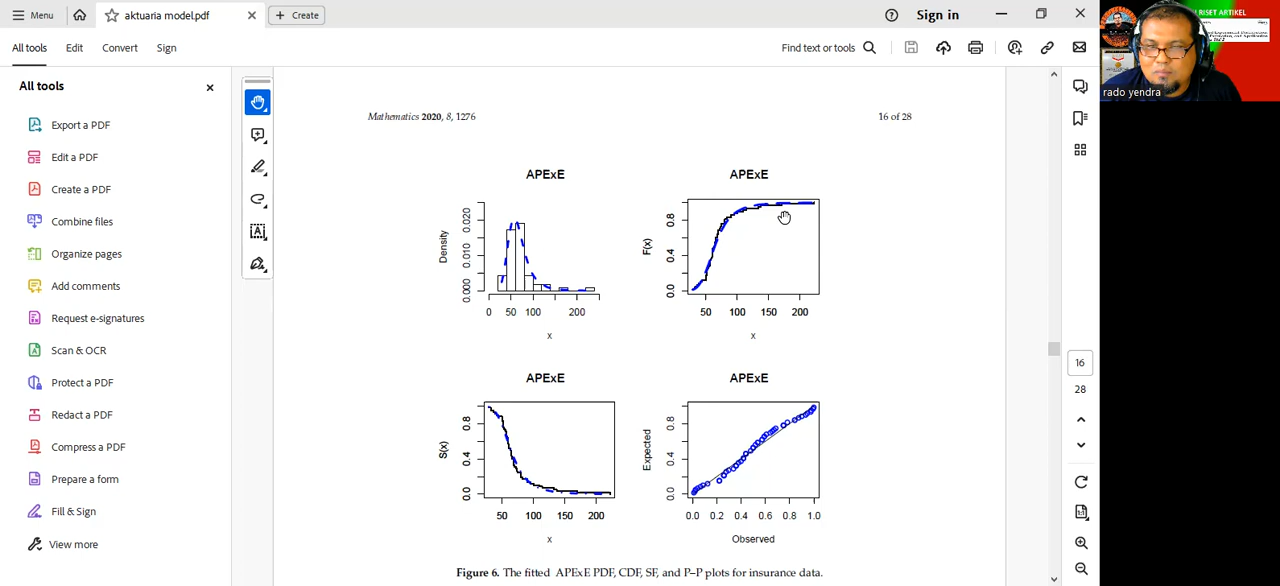 Menu
aktuaria model.pdf
Create
Sign in
All tools
Edit
Convert
Sign
Find text or tools
All tools
Export a PDF
Edit a PDF
Create a PDF
Combine files
Organize pages
Add comments
Request e-signatures
Scan & OCR
Protect a PDF
Redact a PDF
Compress a PDF
Prepare a form
Fill & Sign
View more
Mathematics 2020, 8, 1276
16 of 28
APExE
Density
0.000 0.010 0.020
0 50 100 200
x
APExE
F(x)
0.0 0.4 0.8
50 100 150 200
x
APExE
S(x)
0.0 0.4 0.8
50 100 150 200
x
APExE
Expected
0.0 0.4 0.8
0.0 0.2 0.4 0.6 0.8 1.0
Observed
Figure 6. The fitted APExE PDF, CDF, SF, and P–P plots for insurance data.
16
28
RISET ARTIKEL
rado yendra